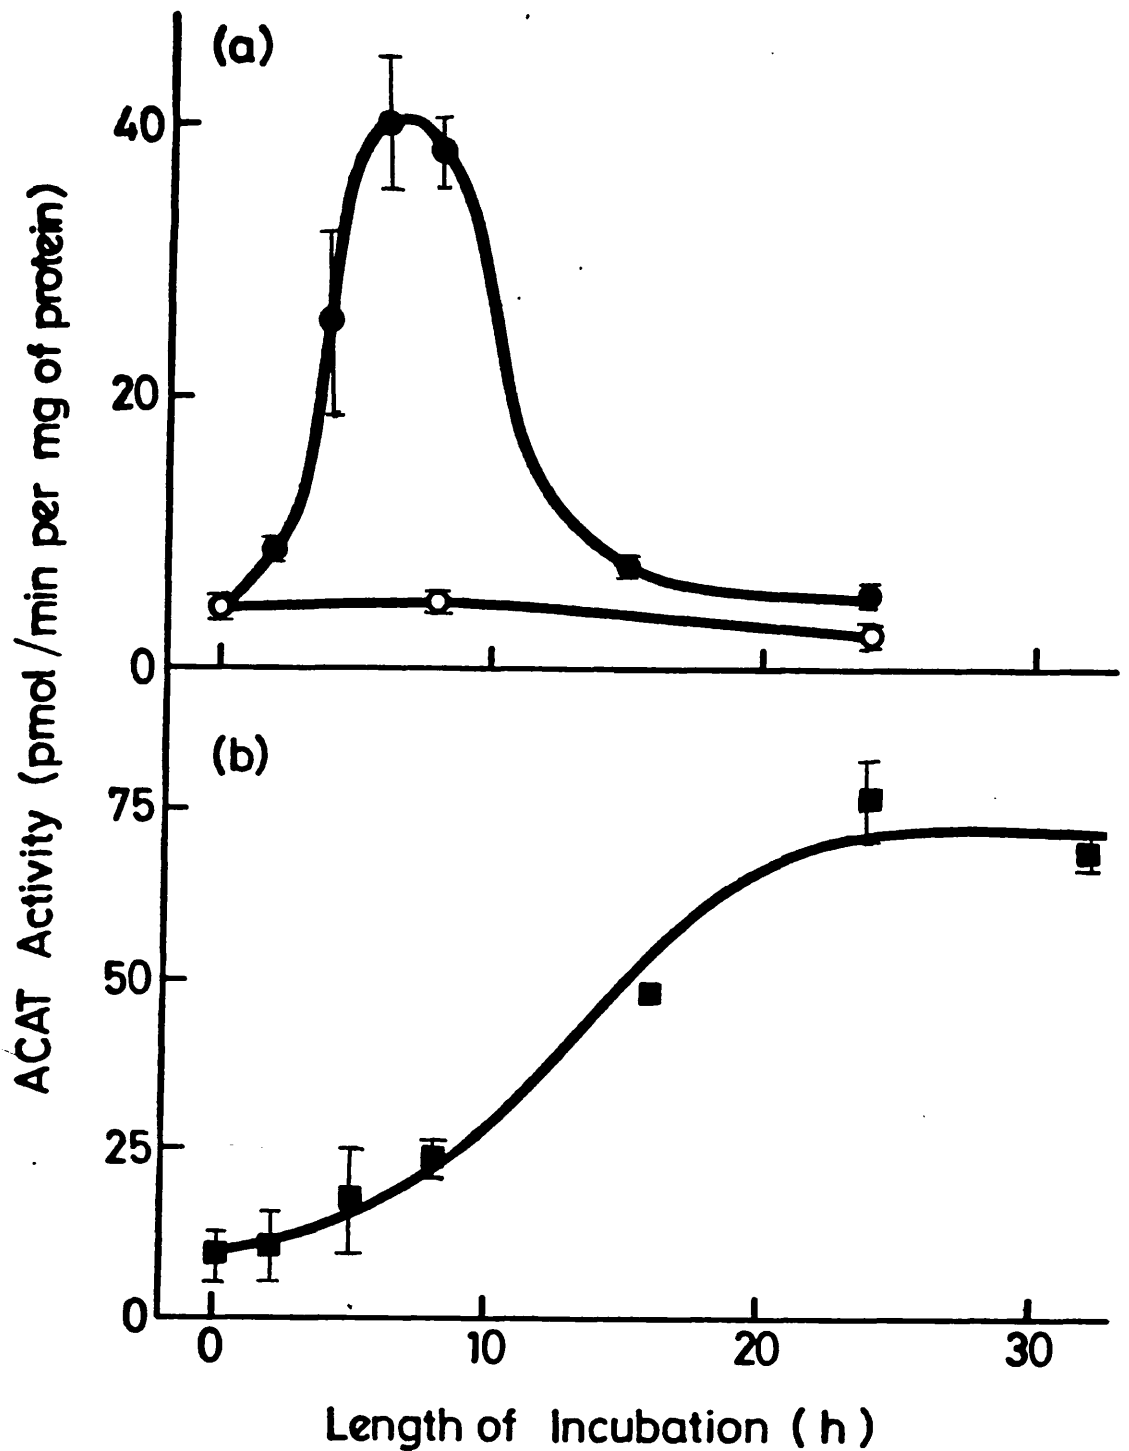 (a)
40
20
0
(b)
75
50
25
0
0 10 20 30
Length of Incubation (h)
ACAT Activity (pmol/min per mg of protein)